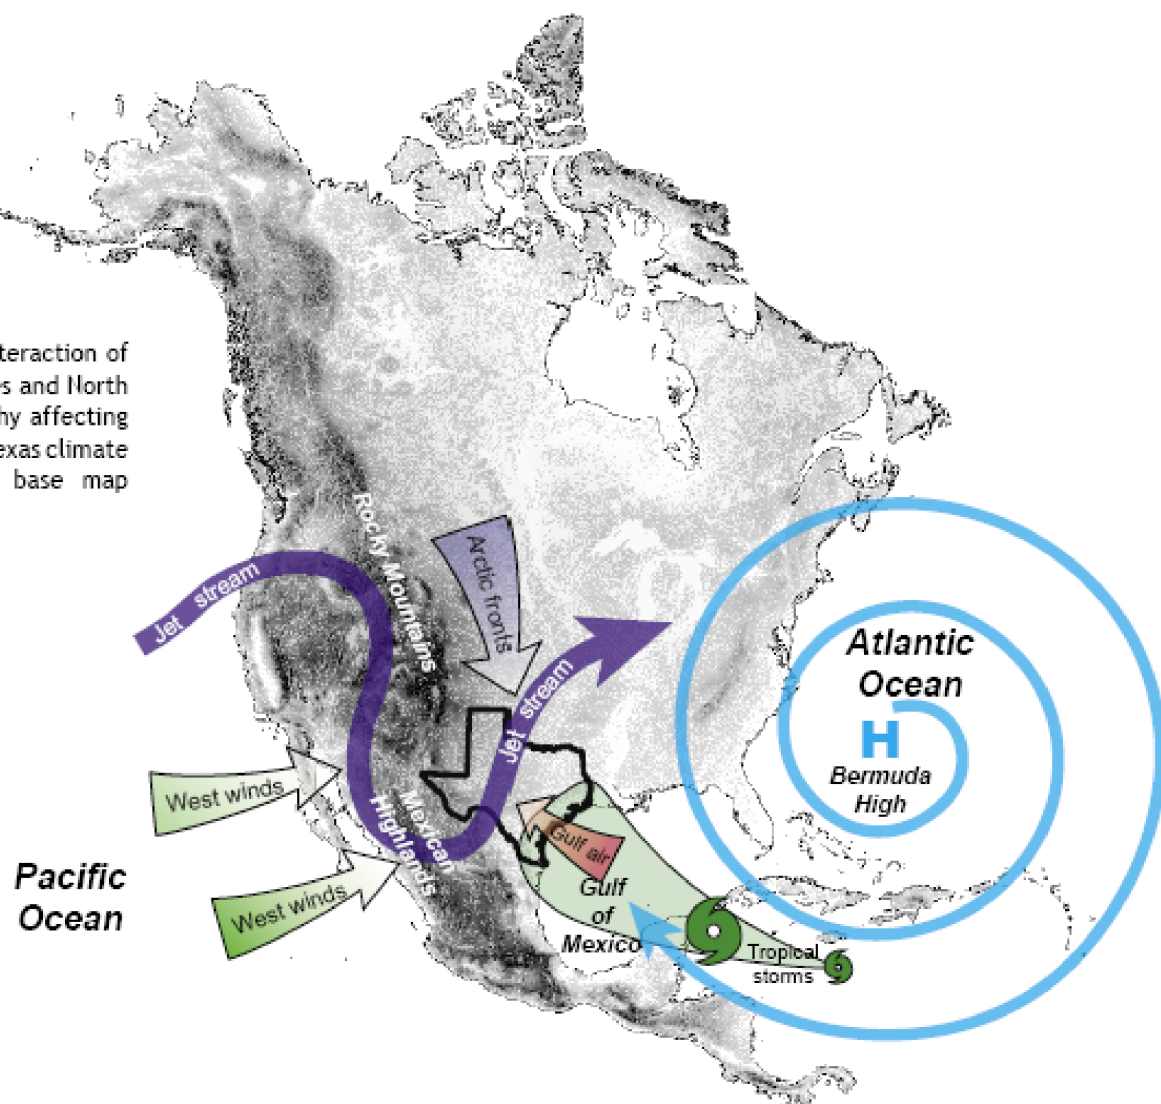 teraction of
s and North
hy affecting
exas climate
base map
Rocky Mountains
Arctic fronts
Jet stream
Jet stream
Atlantic
Ocean
H
Bermuda
High
West winds
Mexican
Highlands
Gulf air
Pacific
Ocean
West winds
Gulf
of
Mexico
Tropical
storms